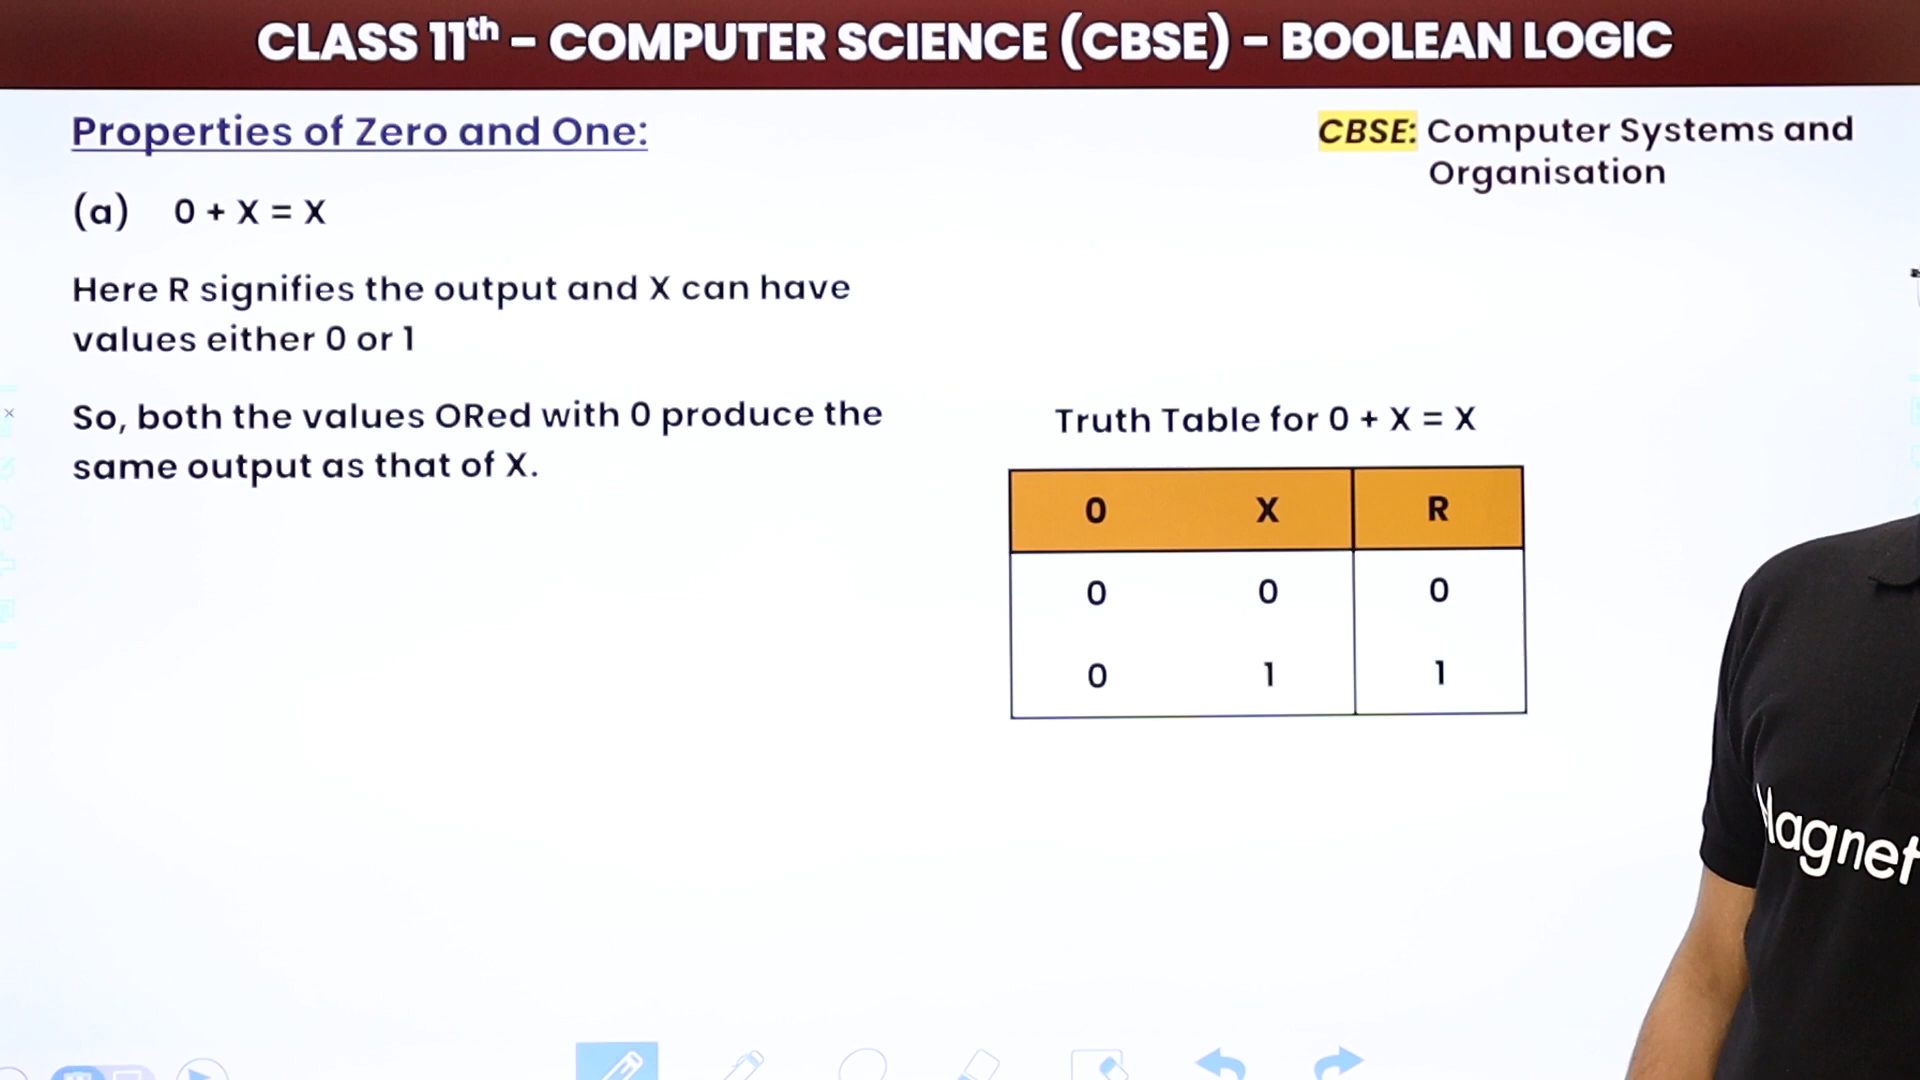 CLASS 11th – COMPUTER SCIENCE (CBSE) – BOOLEAN LOGIC
Properties of Zero and One:
CBSE: Computer Systems and
Organisation
(a) 0 + X = X
Here R signifies the output and X can have
values either 0 or 1
So, both the values ORed with 0 produce the
same output as that of X.
Truth Table for 0 + X = X
0 X R
0 0 0
0 1 1
Magnet